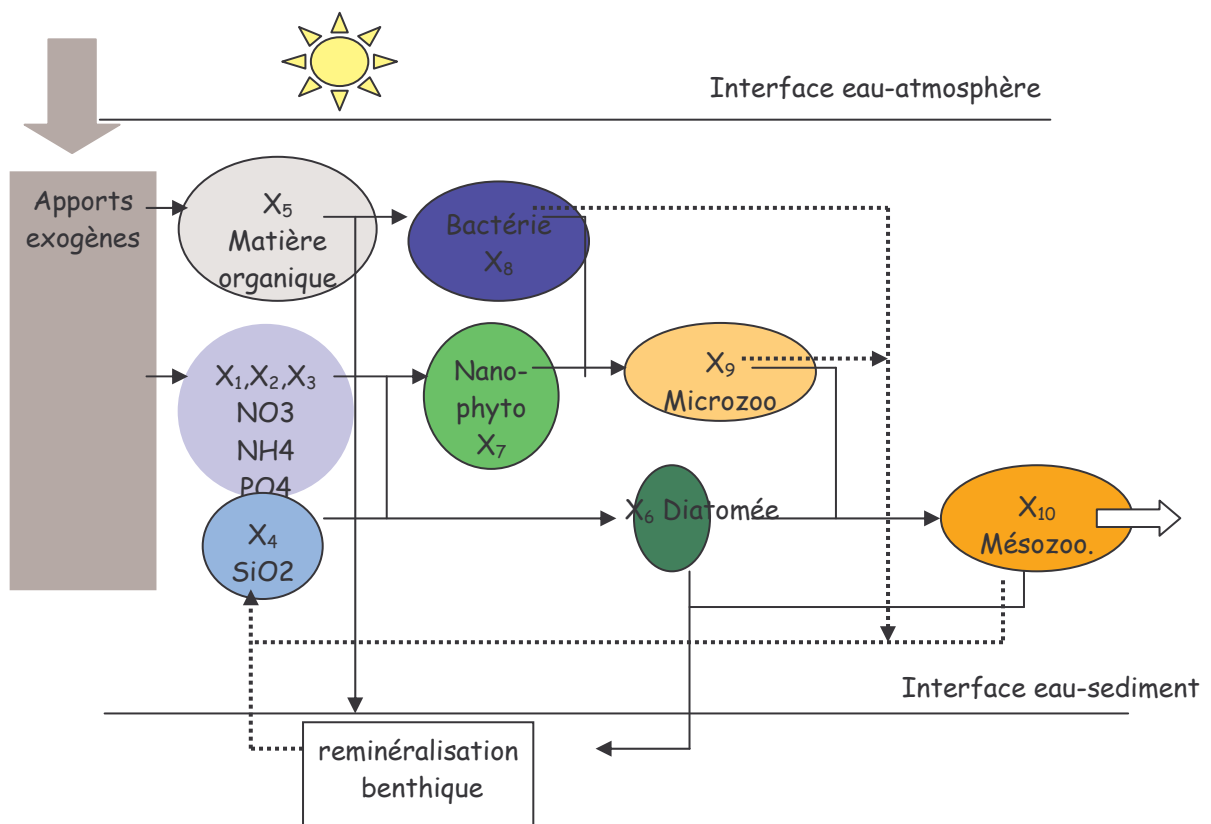 Interface eau-atmosphère
Apports
exogènes
X₅
Matière
organique
Bactérie
X₈
X₁,X₂,X₃
NO3
NH4
PO4
Nano-
phyto
X₇
X₉
Microzoo
X₄
SiO2
X₆ Diatomée
X₁₀
Mésozoo.
Interface eau-sediment
reminéralisation
benthique